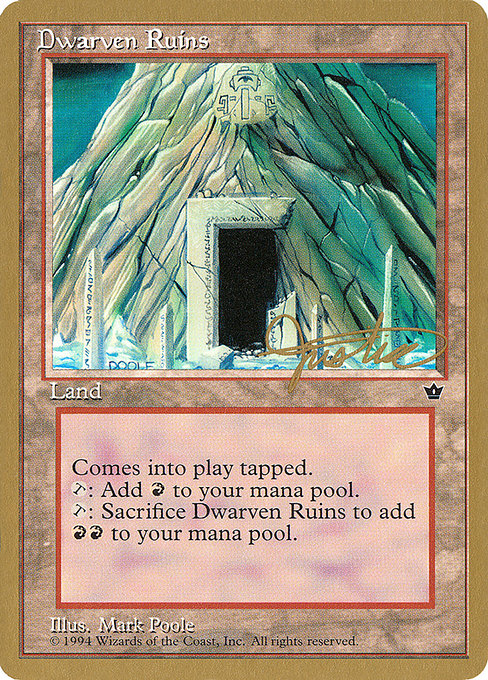 Dwarven Ruins
POOLE
Justice
Land
Comes into play tapped.
: Add to your mana pool.
: Sacrifice Dwarven Ruins to add
to your mana pool.
Illus. Mark Poole
© 1994 Wizards of the Coast, Inc. All rights reserved.